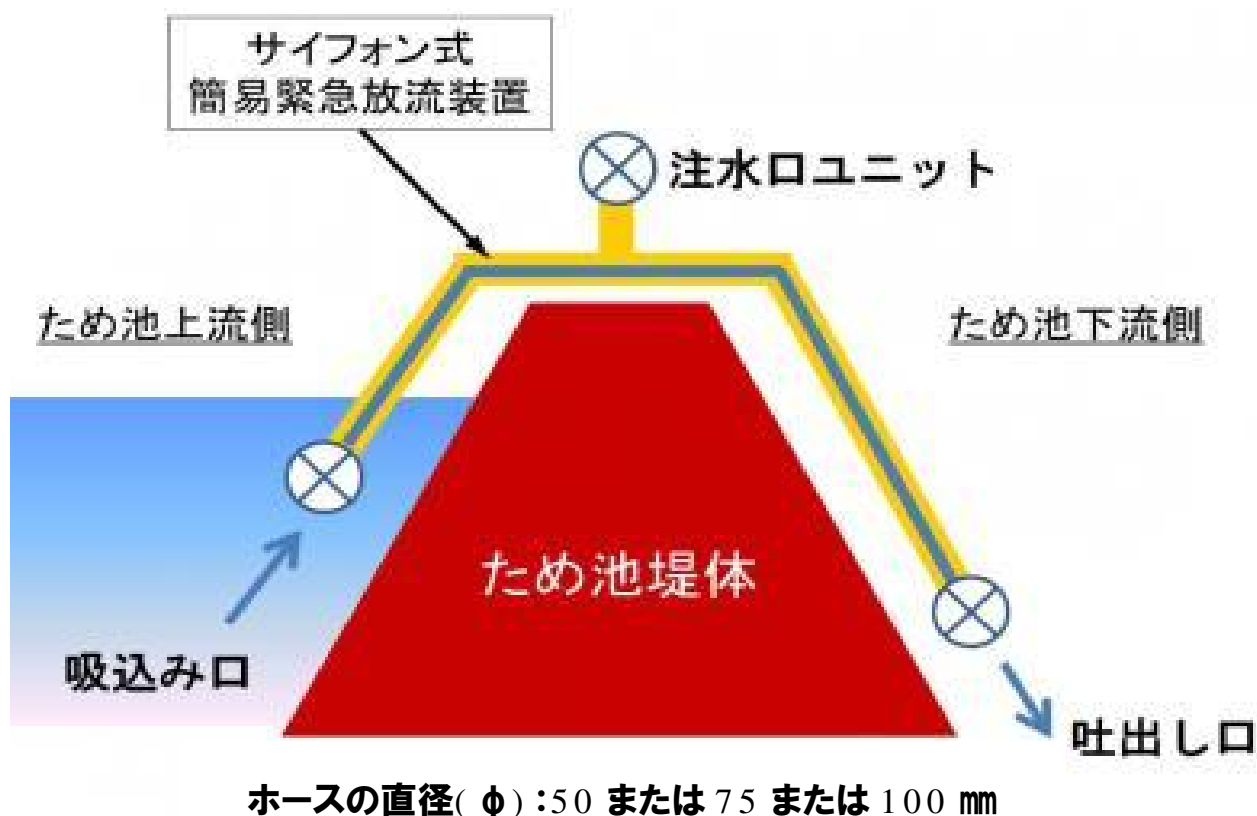 サイフォン式
簡易緊急放流装置
注水口ユニット
ため池上流側
ため池下流側
ため池堤体
吸込み口
吐出し口
ホースの直径(φ):50 または 75 または 100 ㎜